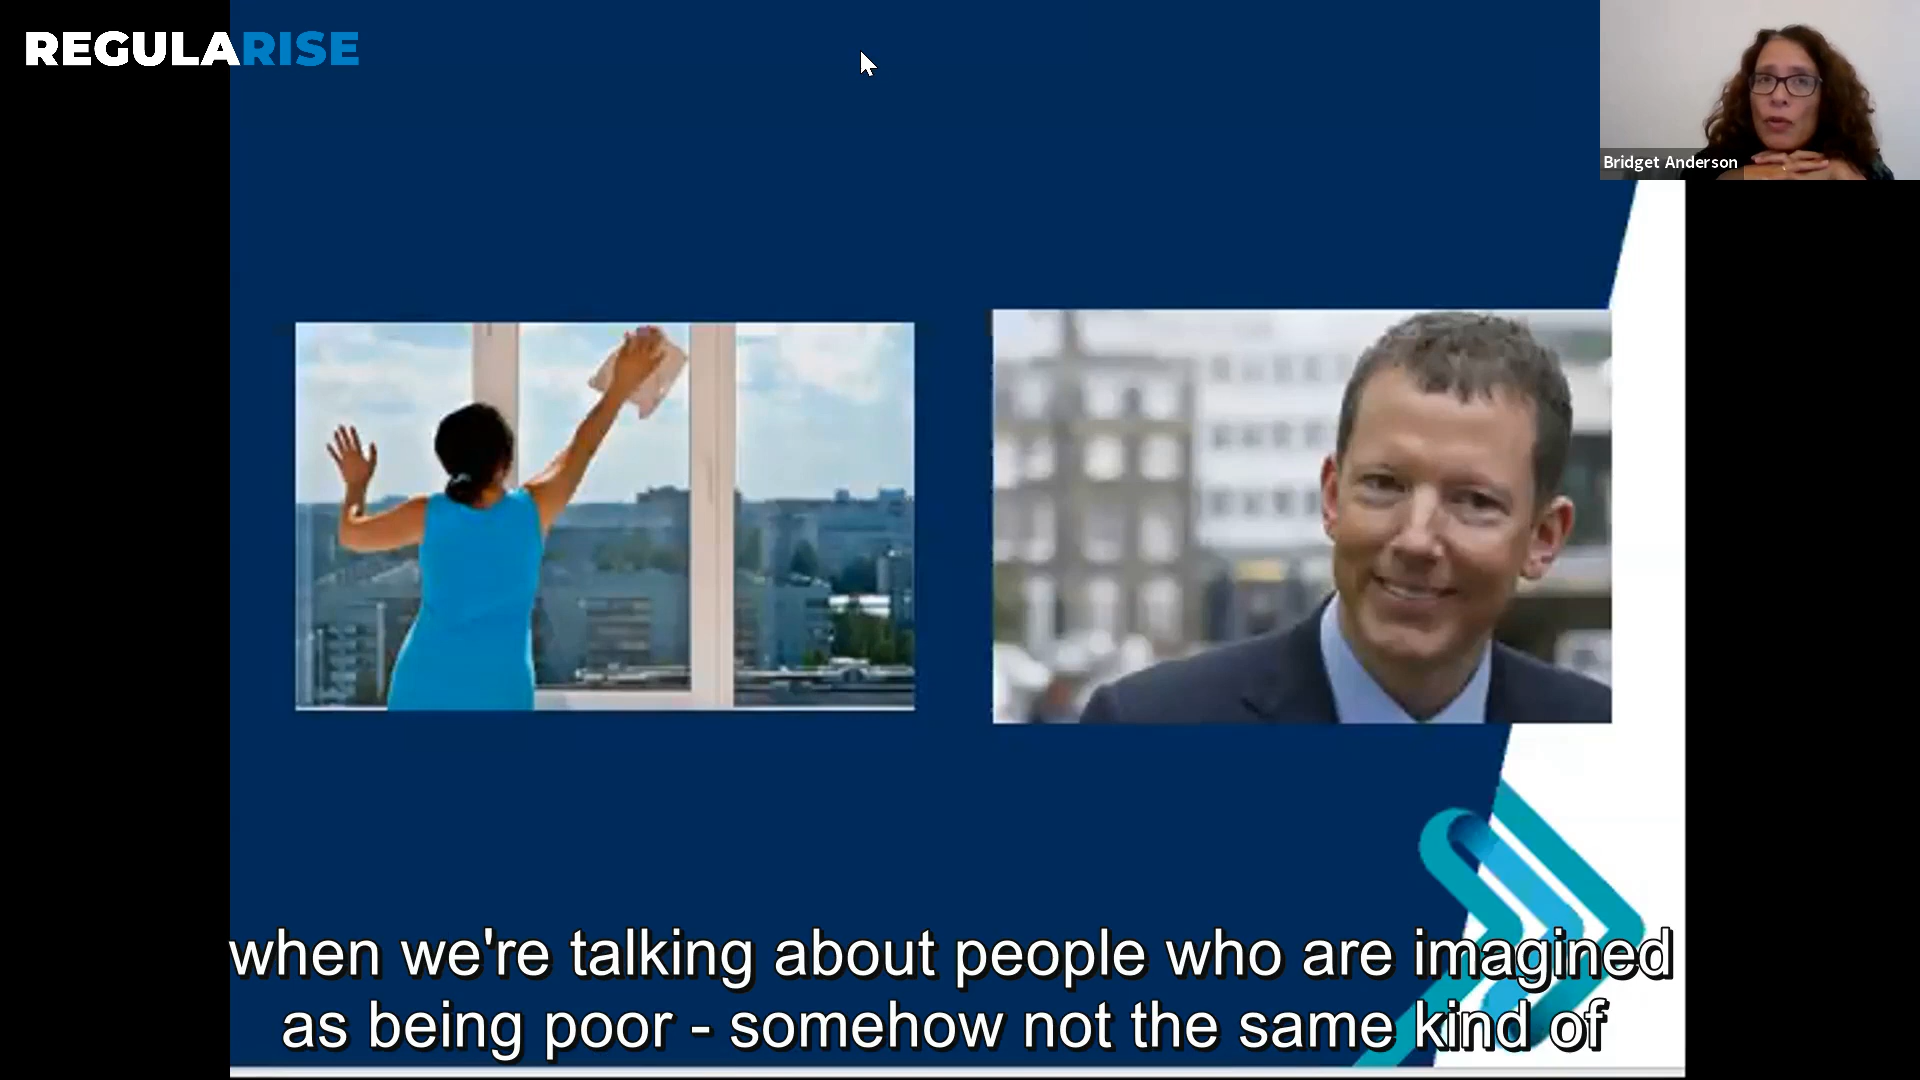 REGULARISE
Bridget Anderson
when we're talking about people who are imagined
as being poor - somehow not the same kind of